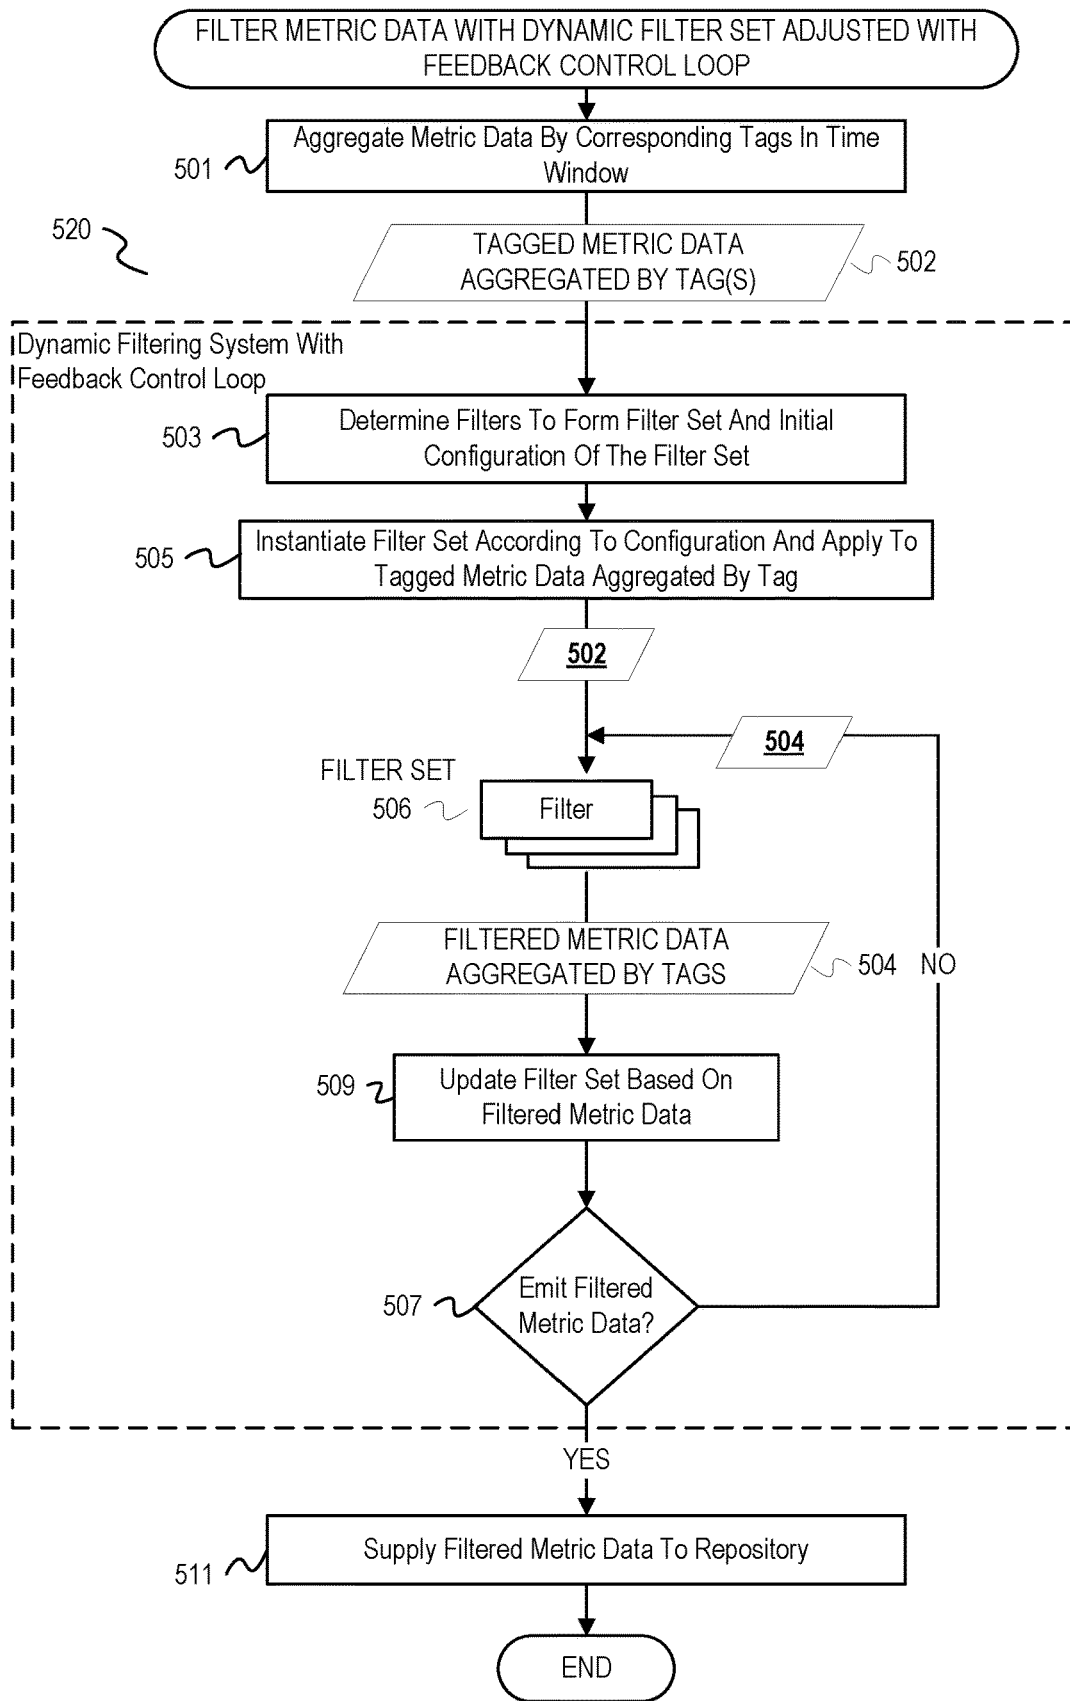 FILTER METRIC DATA WITH DYNAMIC FILTER SET ADJUSTED WITH
FEEDBACK CONTROL LOOP
Aggregate Metric Data By Corresponding Tags In Time
Window
501
520
TAGGED METRIC DATA
AGGREGATED BY TAG(S)
502
Dynamic Filtering System With
Feedback Control Loop
Determine Filters To Form Filter Set And Initial
Configuration Of The Filter Set
503
Instantiate Filter Set According To Configuration And Apply To
Tagged Metric Data Aggregated By Tag
505
502
504
FILTER SET
506
Filter
FILTERED METRIC DATA
AGGREGATED BY TAGS
504
NO
509
Update Filter Set Based On
Filtered Metric Data
507
Emit Filtered
Metric Data?
YES
Supply Filtered Metric Data To Repository
511
END